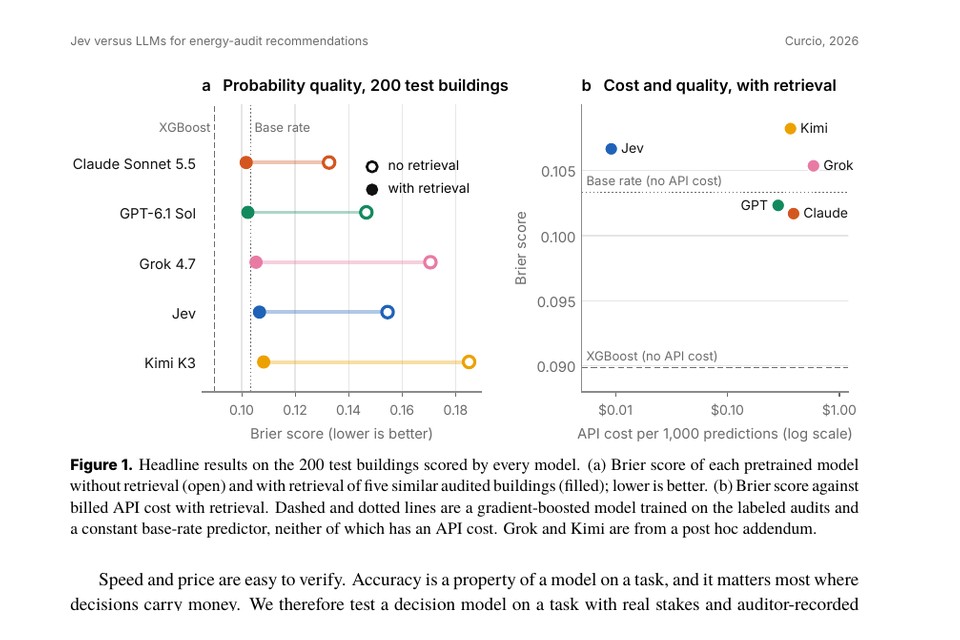 Jev versus LLMs for energy-audit recommendations
Curcio, 2026
a Probability quality, 200 test buildings
XGBoost
Base rate
Claude Sonnet 5.5
GPT-6.1 Sol
Grok 4.7
Jev
Kimi K3
no retrieval
with retrieval
0.10 0.12 0.14 0.16 0.18
Brier score (lower is better)
b Cost and quality, with retrieval
Brier score
0.105
0.100
0.095
0.090
Kimi
Jev
Grok
Base rate (no API cost)
GPT
Claude
XGBoost (no API cost)
$0.01 $0.10 $1.00
API cost per 1,000 predictions (log scale)
Figure 1. Headline results on the 200 test buildings scored by every model. (a) Brier score of each pretrained model
without retrieval (open) and with retrieval of five similar audited buildings (filled); lower is better. (b) Brier score against
billed API cost with retrieval. Dashed and dotted lines are a gradient-boosted model trained on the labeled audits and
a constant base-rate predictor, neither of which has an API cost. Grok and Kimi are from a post hoc addendum.
Speed and price are easy to verify. Accuracy is a property of a model on a task, and it matters most where
decisions carry money. We therefore test a decision model on a task with real stakes and auditor-recorded